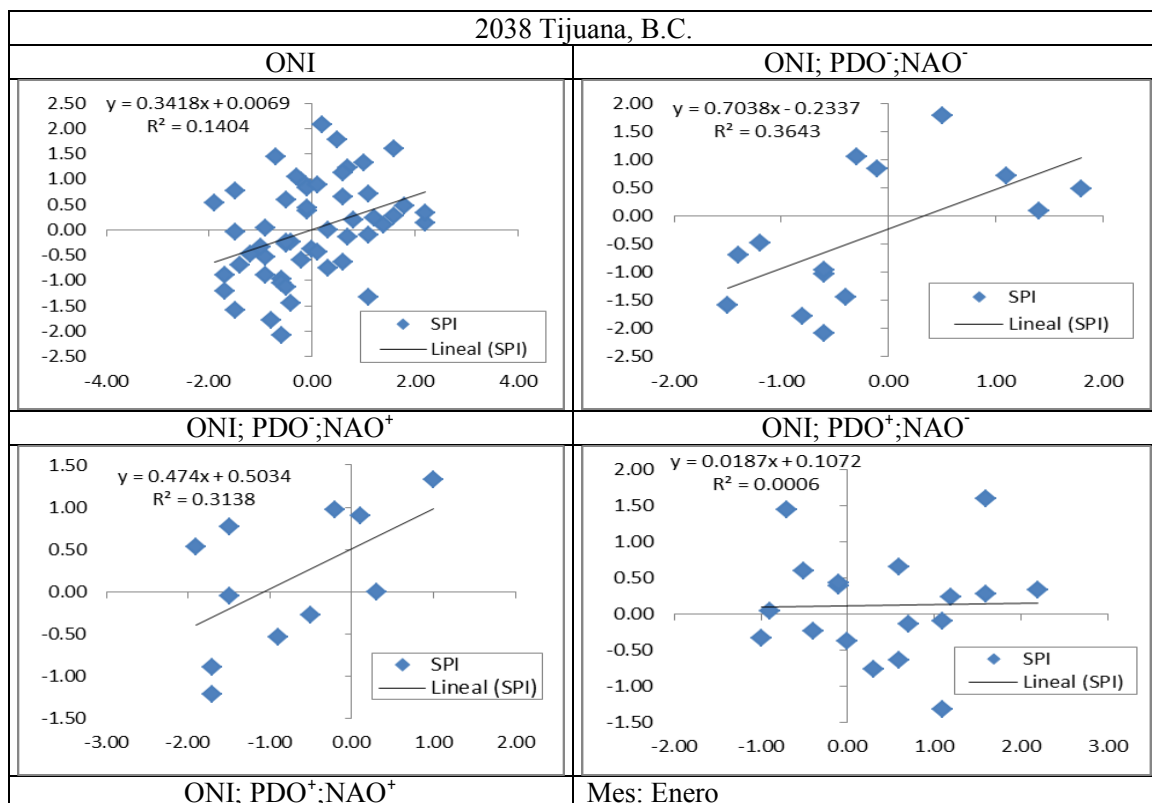 2038 Tijuana, B.C.
ONI
ONI; PDO⁻;NAO⁻
y = 0.3418x + 0.0069
R² = 0.1404
2.50
2.00
1.50
1.00
0.50
0.00
-0.50
-1.00
-1.50
-2.00
-2.50
-4.00 -2.00 0.00 2.00 4.00
SPI
Lineal (SPI)
y = 0.7038x - 0.2337
R² = 0.3643
2.00
1.50
1.00
0.50
0.00
-0.50
-1.00
-1.50
-2.00
-2.50
-2.00 -1.00 0.00 1.00 2.00
SPI
Lineal (SPI)
ONI; PDO⁻;NAO⁺
ONI; PDO⁺;NAO⁻
y = 0.474x + 0.5034
R² = 0.3138
1.50
1.00
0.50
0.00
-0.50
-1.00
-1.50
-3.00 -2.00 -1.00 0.00 1.00 2.00
SPI
Lineal (SPI)
y = 0.0187x + 0.1072
R² = 0.0006
2.00
1.50
1.00
0.50
0.00
-0.50
-1.00
-1.50
-2.00 -1.00 0.00 1.00 2.00 3.00
SPI
Lineal (SPI)
ONI; PDO⁺;NAO⁺
Mes: Enero